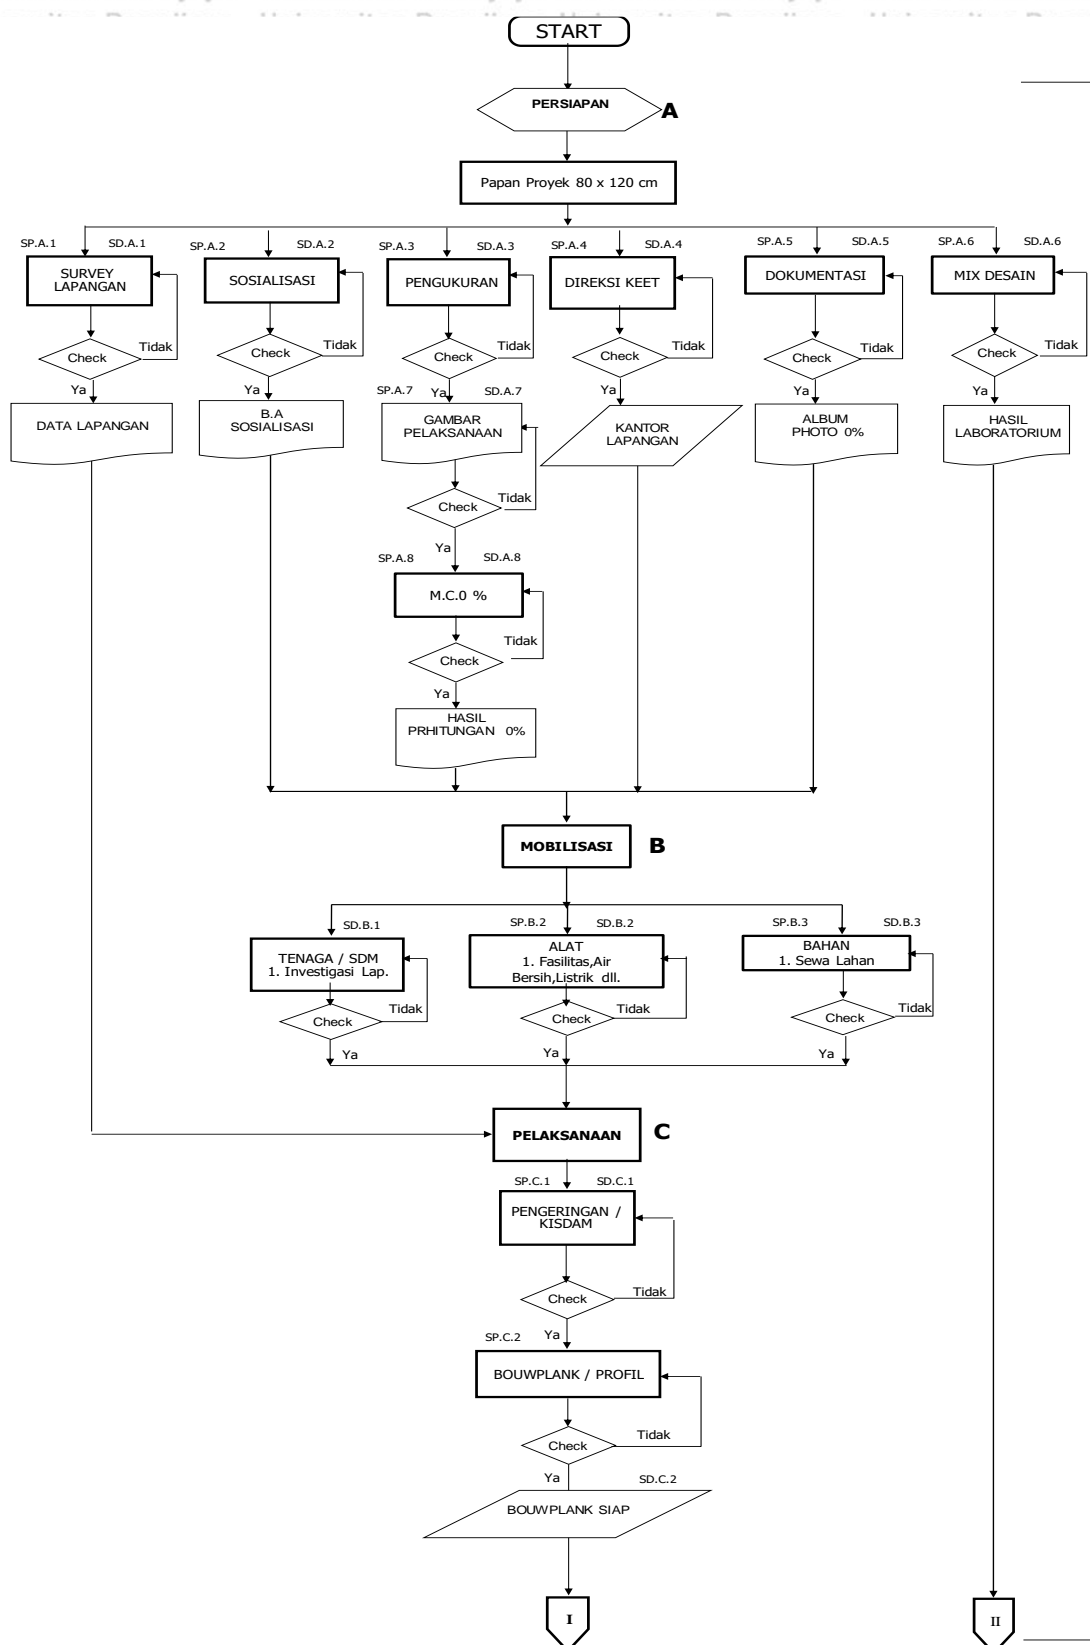 START
PERSIAPAN
A
Papan Proyek 80 x 120 cm
SP.A.1 SD.A.1 SP.A.2 SD.A.2 SP.A.3 SD.A.3 SP.A.4 SD.A.4 SP.A.5 SD.A.5 SP.A.6 SD.A.6
SURVEY
LAPANGAN
SOSIALISASI
PENGUKURAN
DIREKSI KEET
DOKUMENTASI
MIX DESAIN
Check Tidak
Check Tidak
Check Tidak
Check Tidak
Check Tidak
Check Tidak
Ya
Ya
SP.A.7 Ya SD.A.7
Ya
Ya
Ya
DATA LAPANGAN
B.A
SOSIALISASI
GAMBAR
PELAKSANAAN
KANTOR
LAPANGAN
ALBUM
PHOTO 0%
HASIL
LABORATORIUM
Check Tidak
Ya
SP.A.8 SD.A.8
M.C.0 %
Tidak
Check
Ya
HASIL
PRHITUNGAN 0%
MOBILISASI
B
SD.B.1
SP.B.2 SD.B.2
SP.B.3 SD.B.3
TENAGA / SDM
1. Investigasi Lap.
ALAT
1. Fasilitas,Air
Bersih,Listrik dll.
BAHAN
1. Sewa Lahan
Check Tidak
Check Tidak
Check Tidak
Ya
Ya
Ya
PELAKSANAAN
C
SP.C.1 SD.C.1
PENGERINGAN /
KISDAM
Check Tidak
Ya
SP.C.2
BOUWPLANK / PROFIL
Check Tidak
Ya
SD.C.2
BOUWPLANK SIAP
I
II